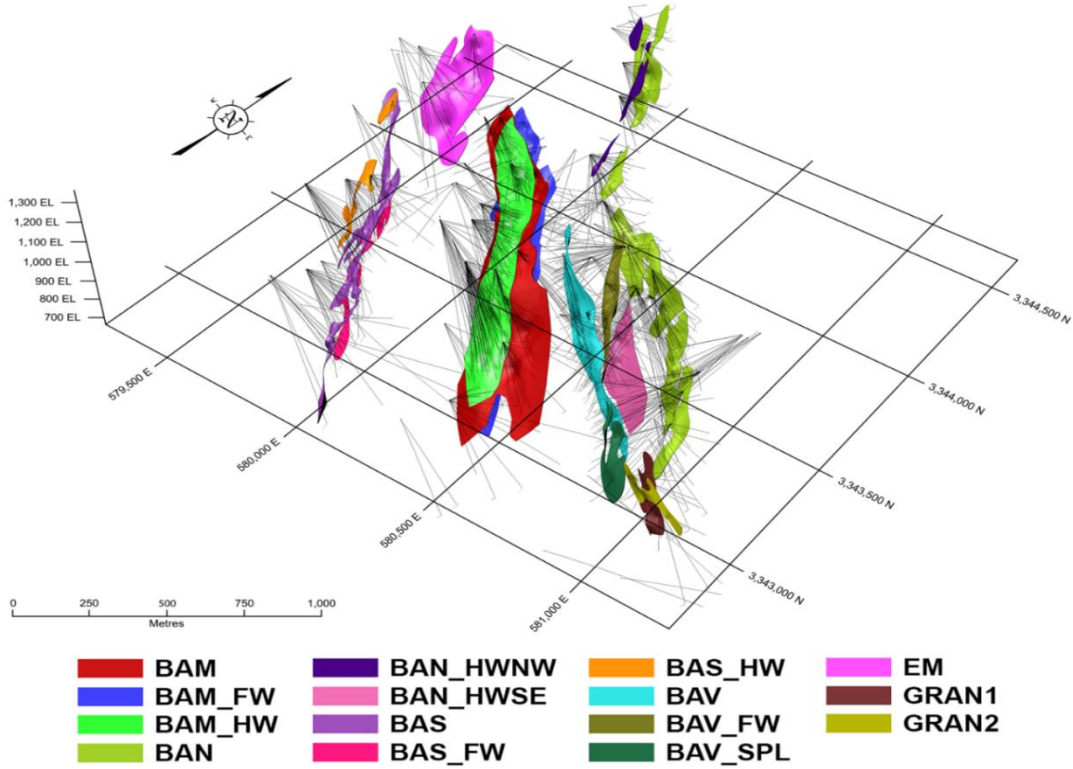 1,300 EL
1,200 EL
1,100 EL
1,000 EL
900 EL
800 EL
700 EL
579,500 E
580,000 E
580,500 E
581,000 E
3,344,500 N
3,344,000 N
3,343,500 N
3,343,000 N
0 250 500 750 1,000
Metres
BAM BAN_HWNW BAS_HW EM
BAM_FW BAN_HWSE BAV GRAN1
BAM_HW BAS BAV_FW GRAN2
BAN BAS_FW BAV_SPL